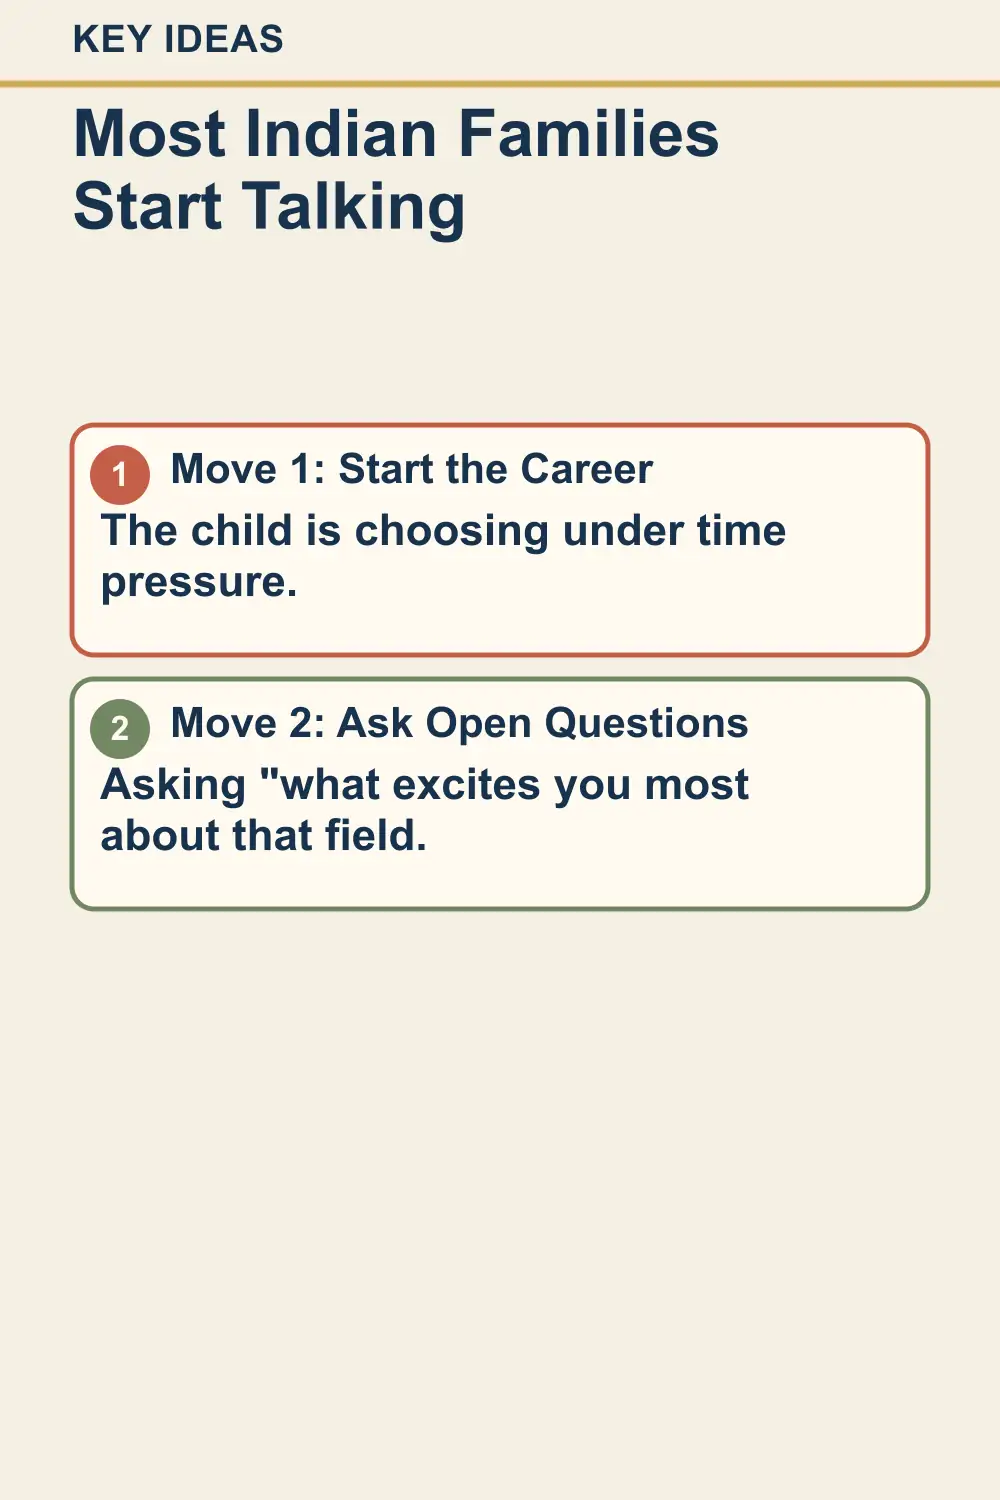 KEY IDEAS
Most Indian Families
Start Talking
1 Move 1: Start the Career
The child is choosing under time
pressure.
2 Move 2: Ask Open Questions
Asking "what excites you most
about that field.